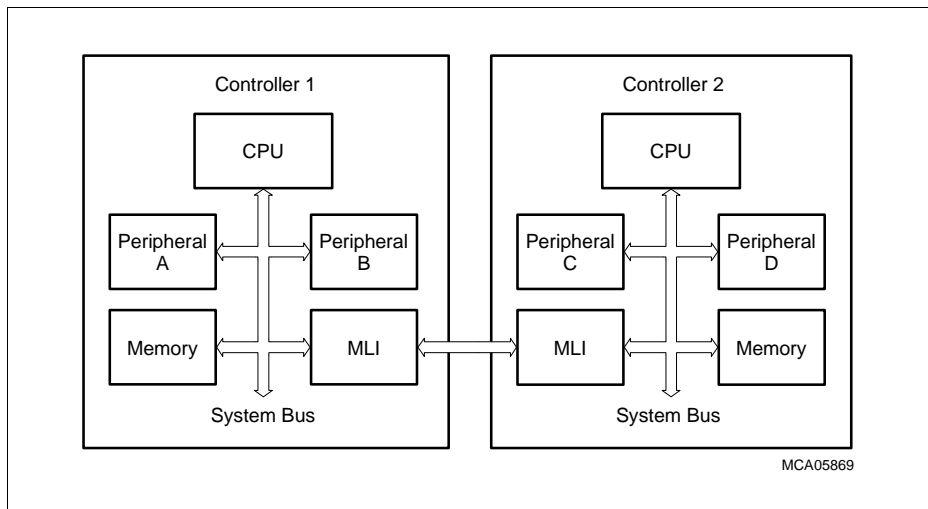 Controller 1
CPU
Peripheral
A
Peripheral
B
Memory
MLI
System Bus
Controller 2
CPU
Peripheral
C
Peripheral
D
MLI
Memory
System Bus
MCA05869